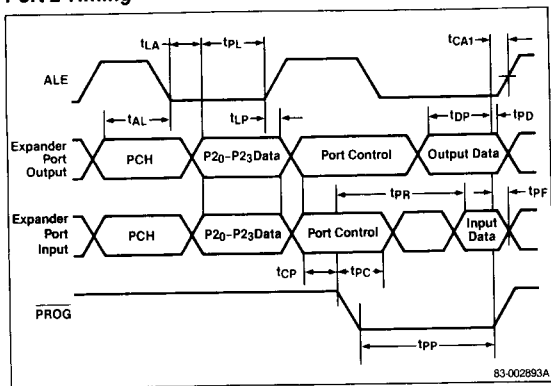 PORT 2 Timing
tLA
tPL
tCA1
ALE
tAL
tLP
tDP
tPD
Expander
Port
Output
PCH
P20-P23Data
Port Control
Output Data
tPR
tPF
Expander
Port
Input
PCH
P20-P23Data
Port Control
Input
Data
tCP
tPC
PROG
tPP
83-002893A